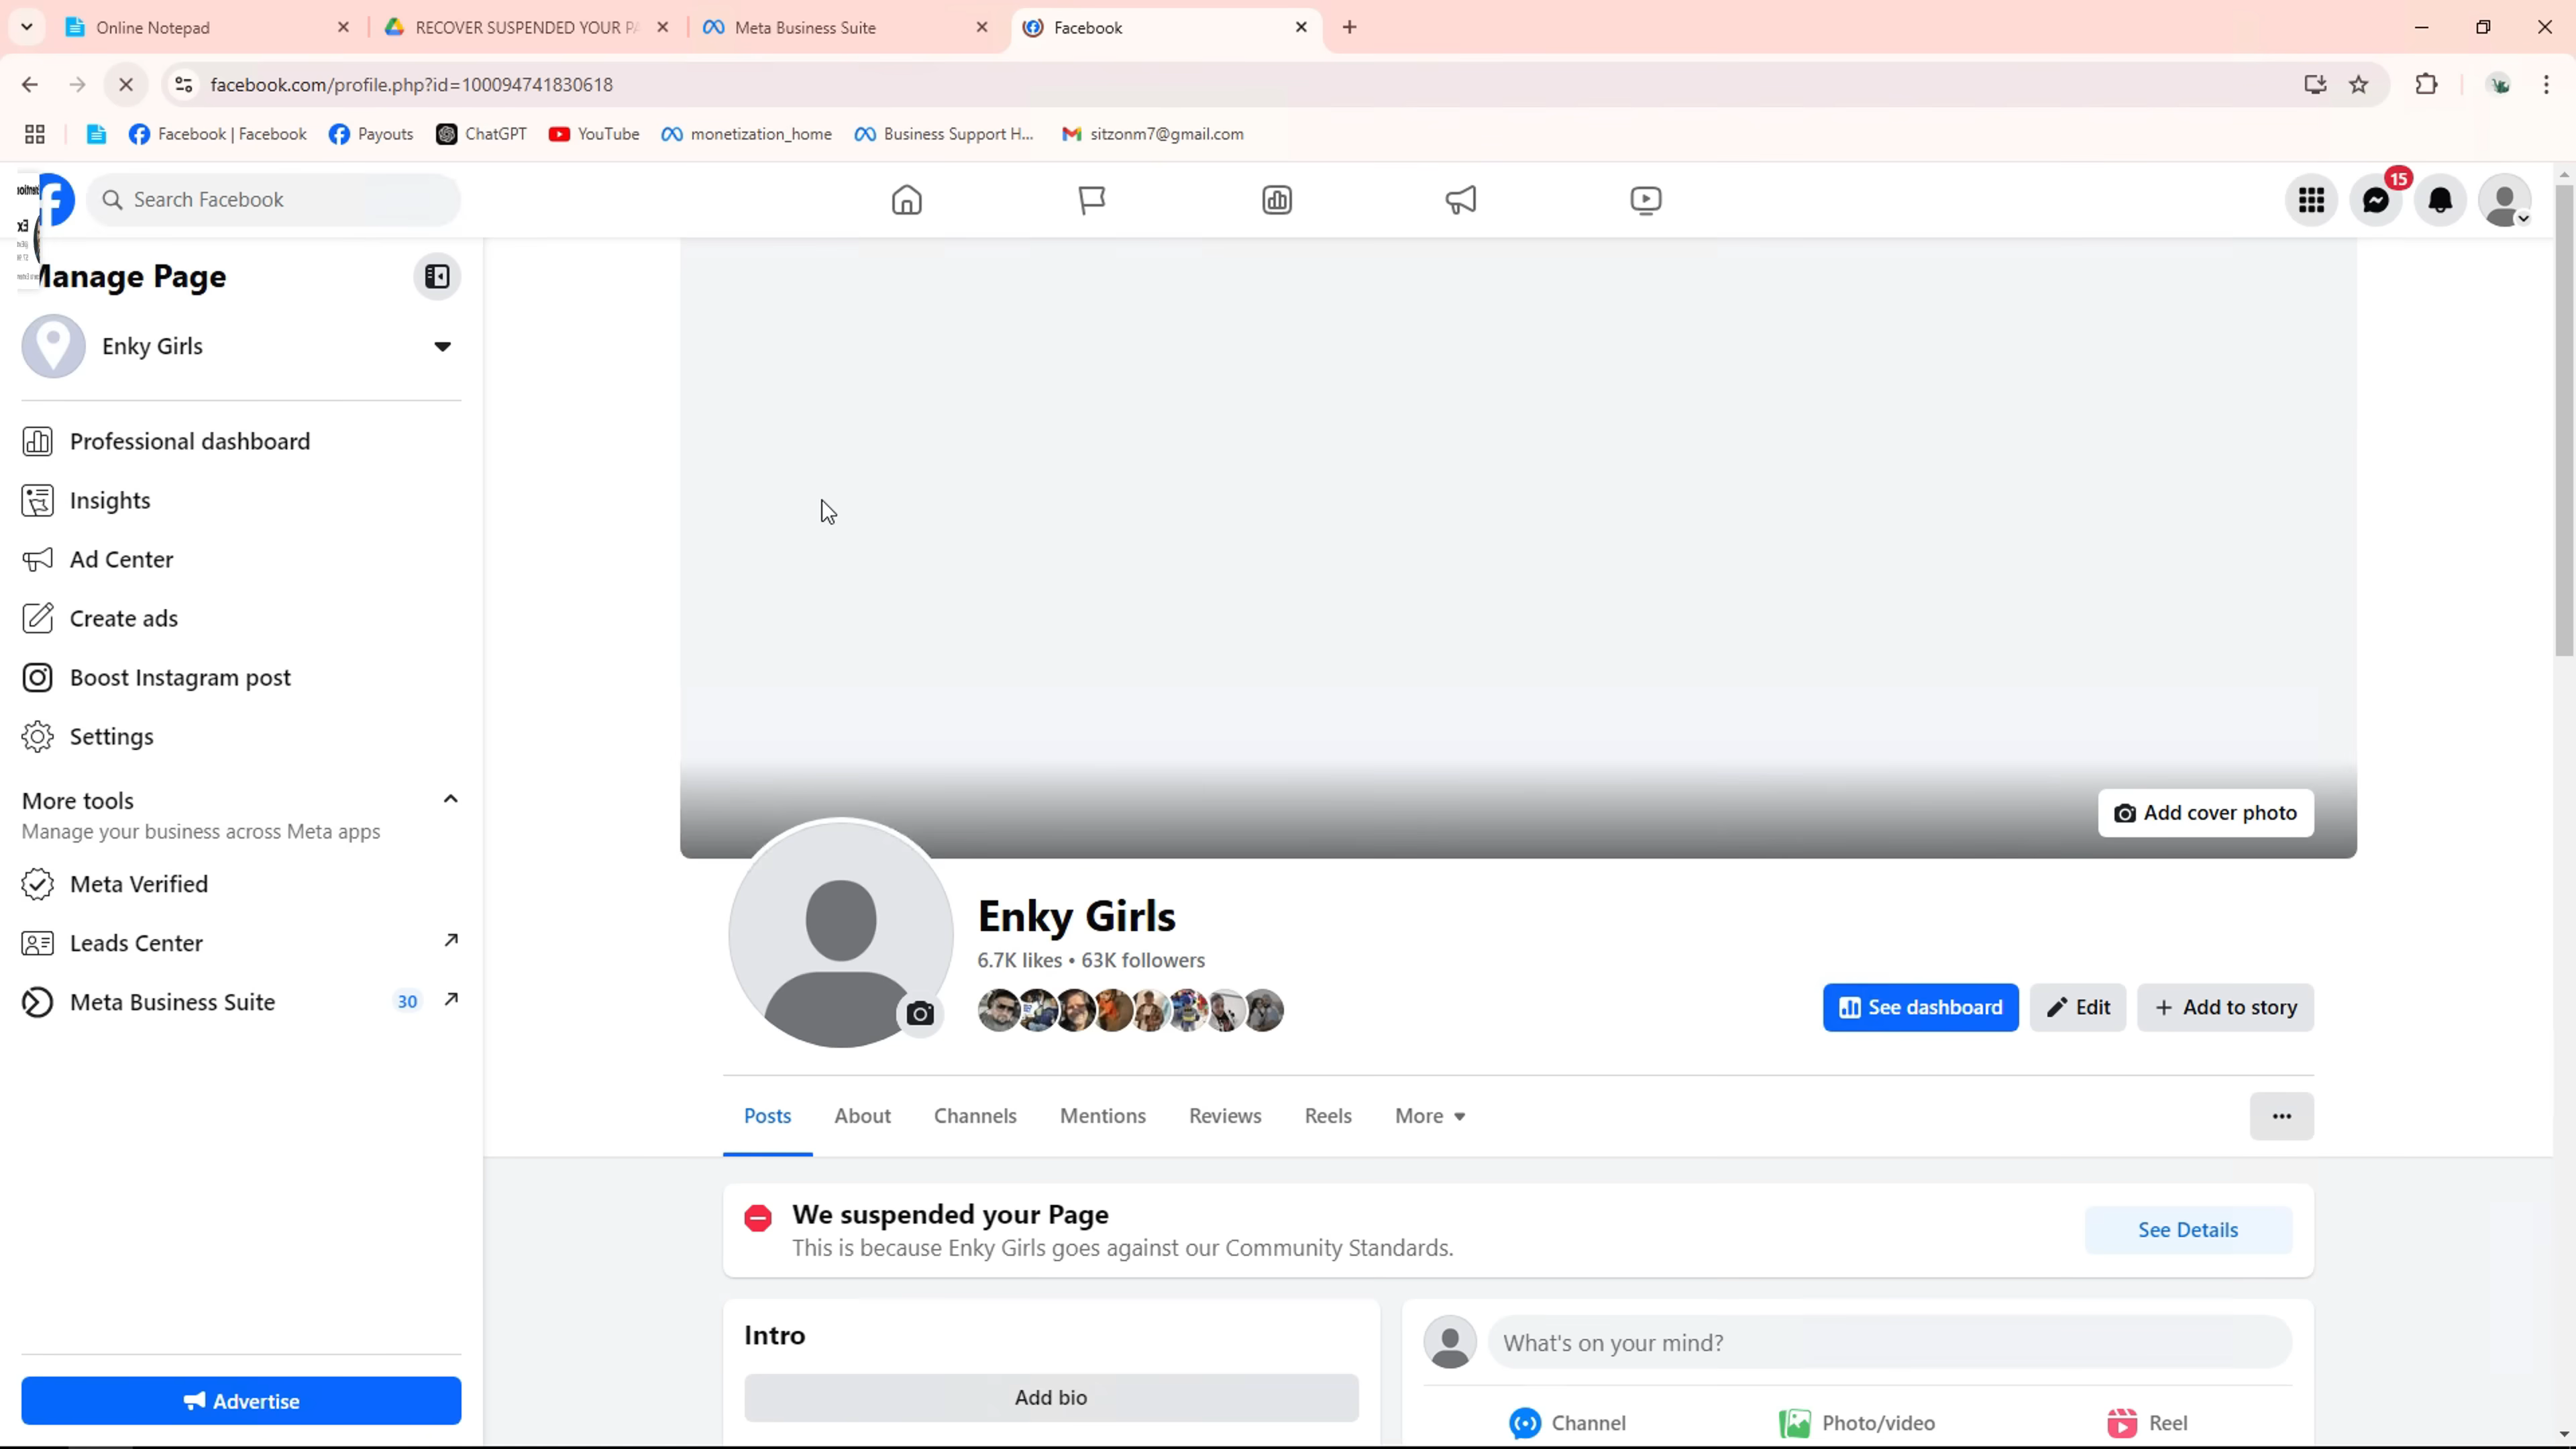 Online Notepad
RECOVER SUSPENDED YOUR PA
Meta Business Suite
Facebook
facebook.com/profile.php?id=100094741830618
Facebook | Facebook
Payouts
ChatGPT
YouTube
monetization_home
Business Support H...
sitzonm7@gmail.com
Search Facebook
15
Manage Page
Enky Girls
Professional dashboard
Insights
Ad Center
Create ads
Boost Instagram post
Settings
More tools
Manage your business across Meta apps
Meta Verified
Leads Center
Meta Business Suite 30
Advertise
Add cover photo
Enky Girls
6.7K likes • 63K followers
See dashboard
Edit
+ Add to story
Posts
About
Channels
Mentions
Reviews
Reels
More
We suspended your Page
This is because Enky Girls goes against our Community Standards.
See Details
Intro
Add bio
What's on your mind?
Channel
Photo/video
Reel